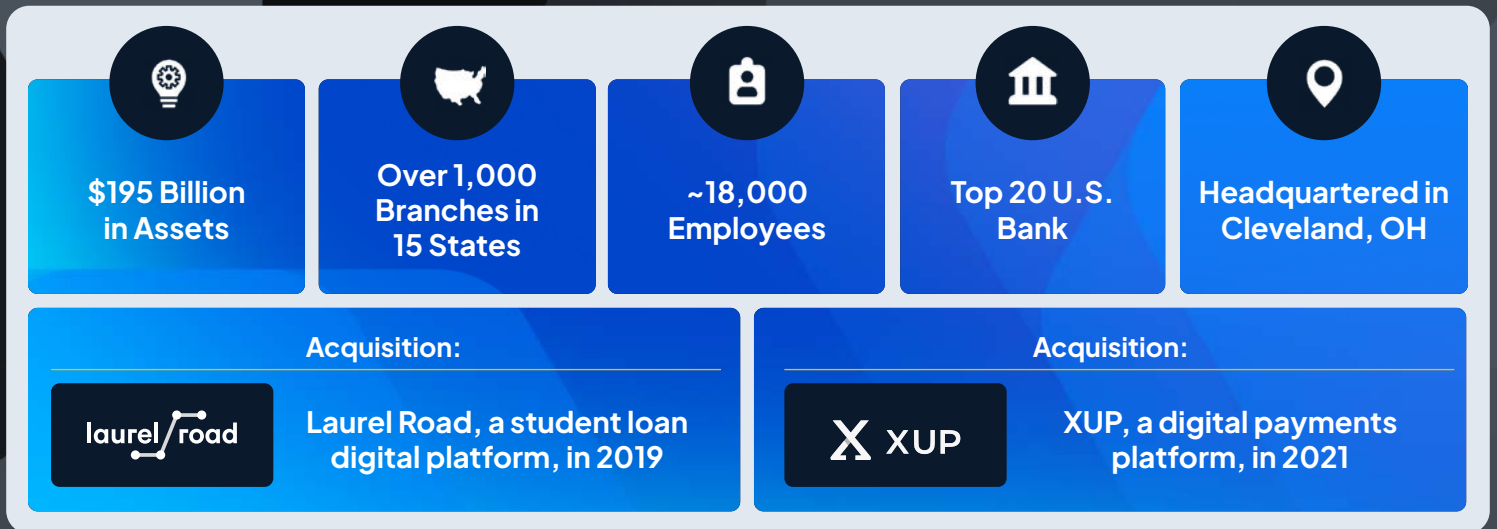 $195 Billion
in Assets
Over 1,000
Branches in
15 States
~18,000
Employees
Top 20 U.S.
Bank
Headquartered in
Cleveland, OH
Acquisition:
laurel road
Laurel Road, a student loan
digital platform, in 2019
Acquisition:
X XUP
XUP, a digital payments
platform, in 2021